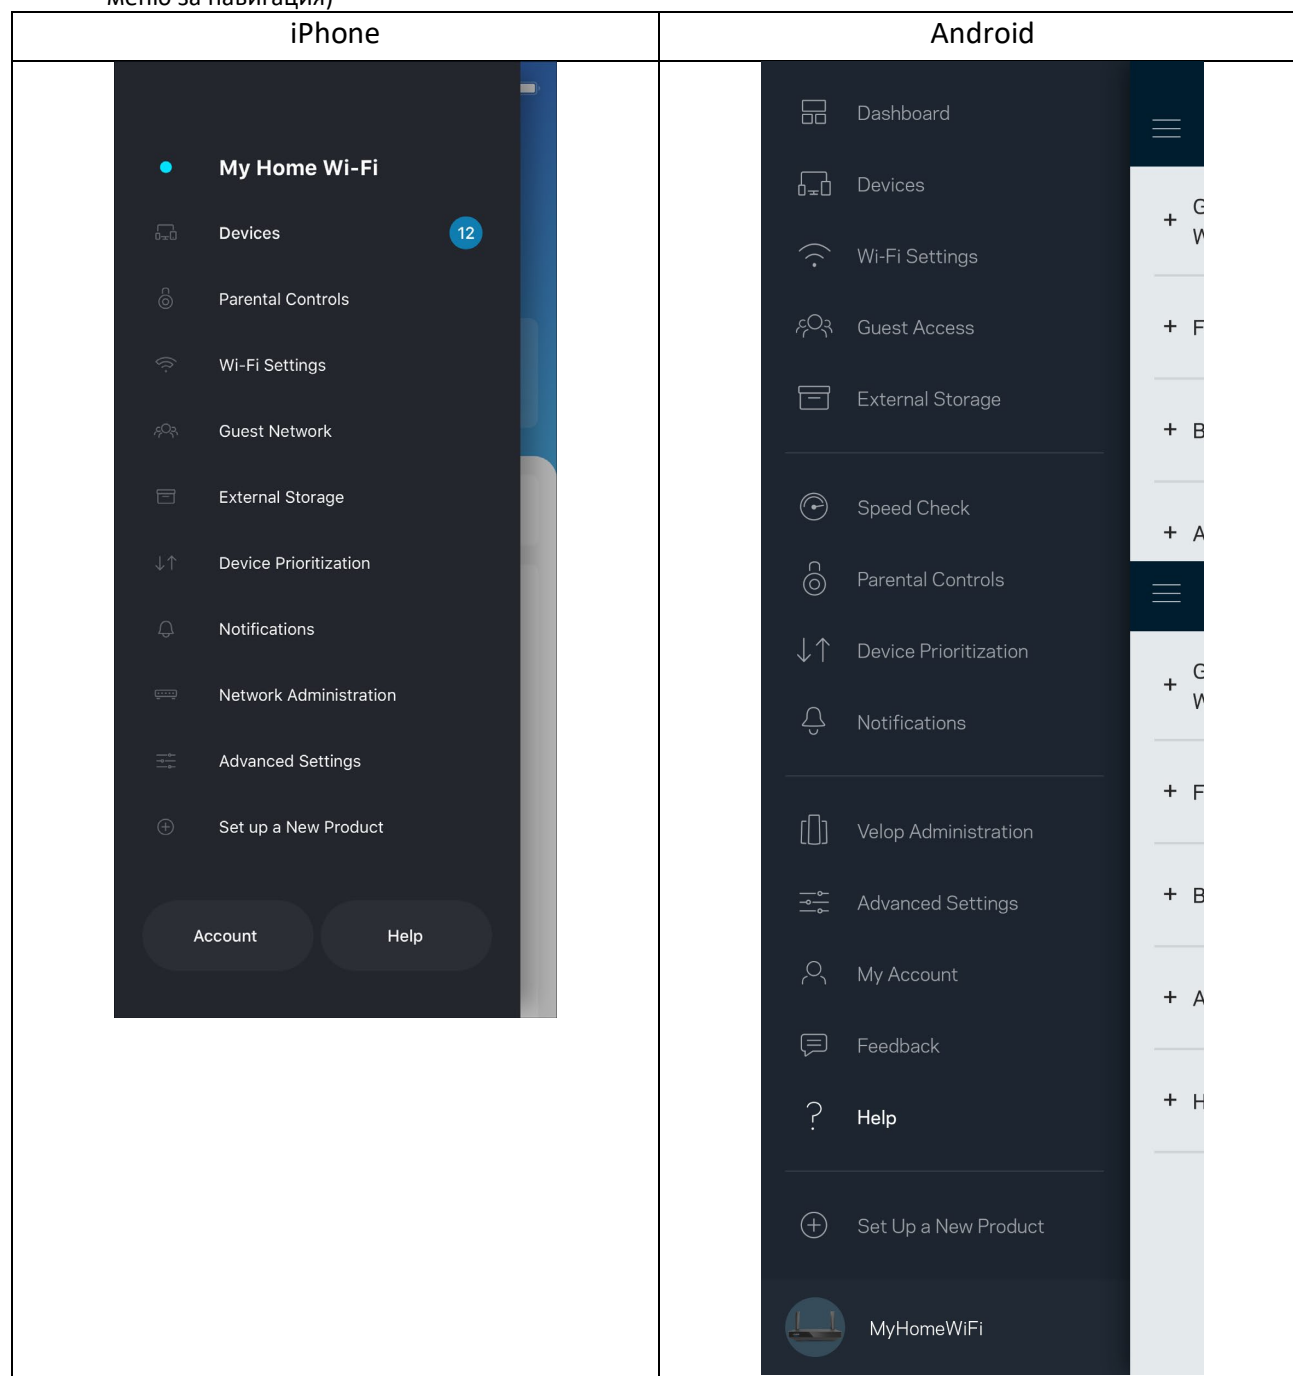 меню за навигация)
iPhone
Android
My Home Wi-Fi
Devices
12
Parental Controls
Wi-Fi Settings
Guest Network
External Storage
Device Prioritization
Notifications
Network Administration
Advanced Settings
Set up a New Product
Account
Help
Dashboard
Devices
Wi-Fi Settings
Guest Access
External Storage
Speed Check
Parental Controls
Device Prioritization
Notifications
Velop Administration
Advanced Settings
My Account
Feedback
Help
Set Up a New Product
MyHomeWiFi
+ G
W
+ F
+ B
+ A
+ G
W
+ F
+ B
+ A
+ H